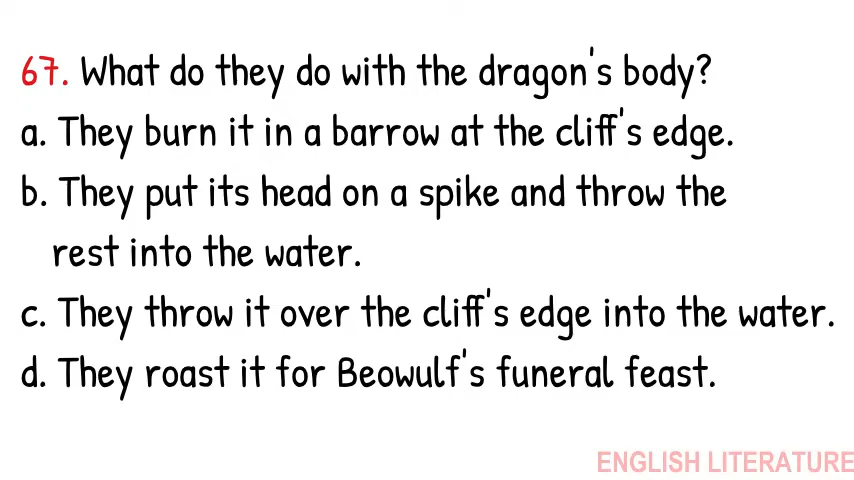 67. What do they do with the dragon's body?
a. They burn it in a barrow at the cliff's edge.
b. They put its head on a spike and throw the
rest into the water.
c. They throw it over the cliff's edge into the water.
d. They roast it for Beowulf's funeral feast.
ENGLISH LITERATURE